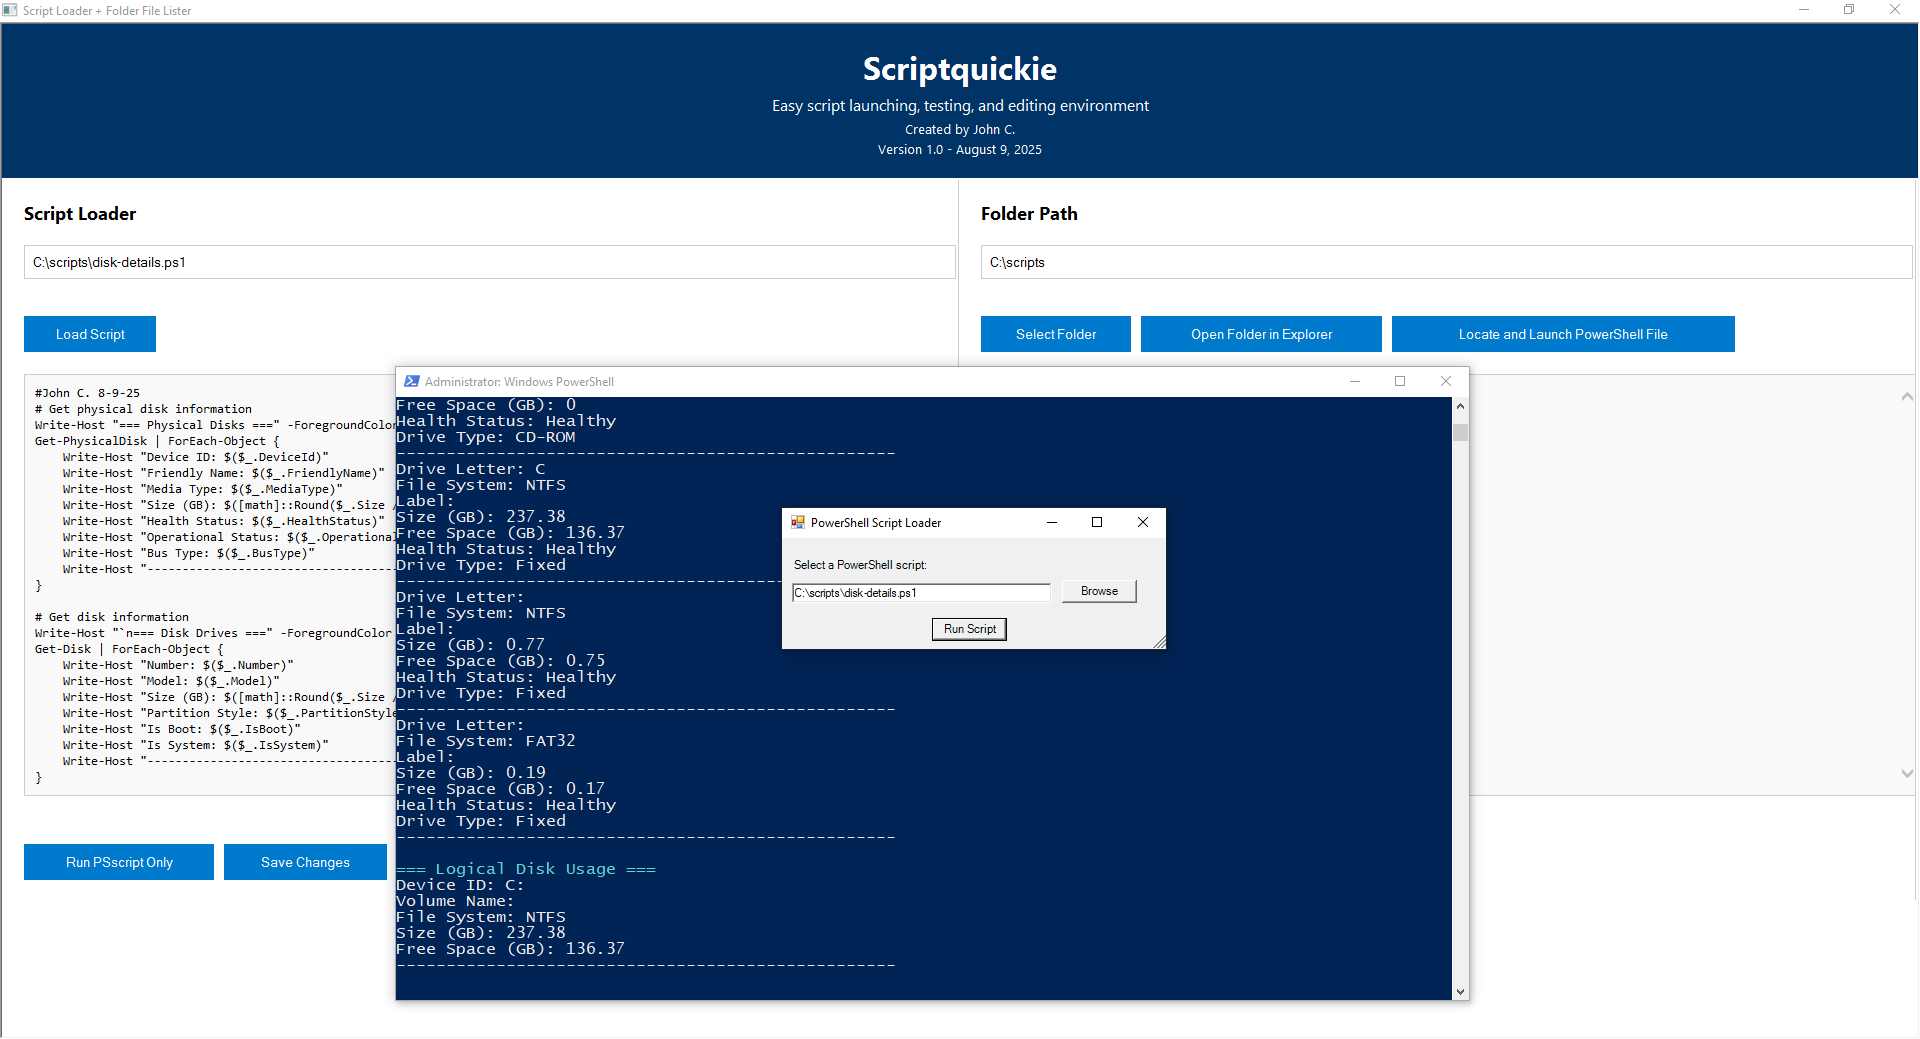 Script Loader + Folder File Lister
Scriptquickie
Easy script launching, testing, and editing environment
Created by John C.
Version 1.0 - August 9, 2025
Script Loader
C:\scripts\disk-details.ps1
Load Script
Folder Path
C:\scripts
Select Folder
Open Folder in Explorer
Locate and Launch PowerShell File
#John C. 8-9-25
# Get physical disk information
Write-Host "=== Physical Disks ===" -ForegroundColor
Get-PhysicalDisk | ForEach-Object {
    Write-Host "Device ID: $($_.DeviceId)"
    Write-Host "Friendly Name: $($_.FriendlyName)"
    Write-Host "Media Type: $($_.MediaType)"
    Write-Host "Size (GB): $([math]::Round($_.Size /
    Write-Host "Health Status: $($_.HealthStatus)"
    Write-Host "Operational Status: $($_.Operational
    Write-Host "Bus Type: $($_.BusType)"
    Write-Host "-----------------------------------
}
# Get disk information
Write-Host "`n=== Disk Drives ===" -ForegroundColor
Get-Disk | ForEach-Object {
    Write-Host "Number: $($_.Number)"
    Write-Host "Model: $($_.Model)"
    Write-Host "Size (GB): $([math]::Round($_.Size /
    Write-Host "Partition Style: $($_.PartitionStyle
    Write-Host "Is Boot: $($_.IsBoot)"
    Write-Host "Is System: $($_.IsSystem)"
    Write-Host "-----------------------------------
}
Run PSscript Only
Save Changes
Administrator: Windows PowerShell
Free Space (GB): 0
Health Status: Healthy
Drive Type: CD-ROM
--------------------------------------------------
Drive Letter: C
File System: NTFS
Label:
Size (GB): 237.38
Free Space (GB): 136.37
Health Status: Healthy
Drive Type: Fixed
--------------------------------------------------
Drive Letter:
File System: NTFS
Label:
Size (GB): 0.77
Free Space (GB): 0.75
Health Status: Healthy
Drive Type: Fixed
--------------------------------------------------
Drive Letter:
File System: FAT32
Label:
Size (GB): 0.19
Free Space (GB): 0.17
Health Status: Healthy
Drive Type: Fixed
--------------------------------------------------
=== Logical Disk Usage ===
Device ID: C:
Volume Name:
File System: NTFS
Size (GB): 237.38
Free Space (GB): 136.37
--------------------------------------------------
PowerShell Script Loader
Select a PowerShell script:
C:\scripts\disk-details.ps1
Browse
Run Script